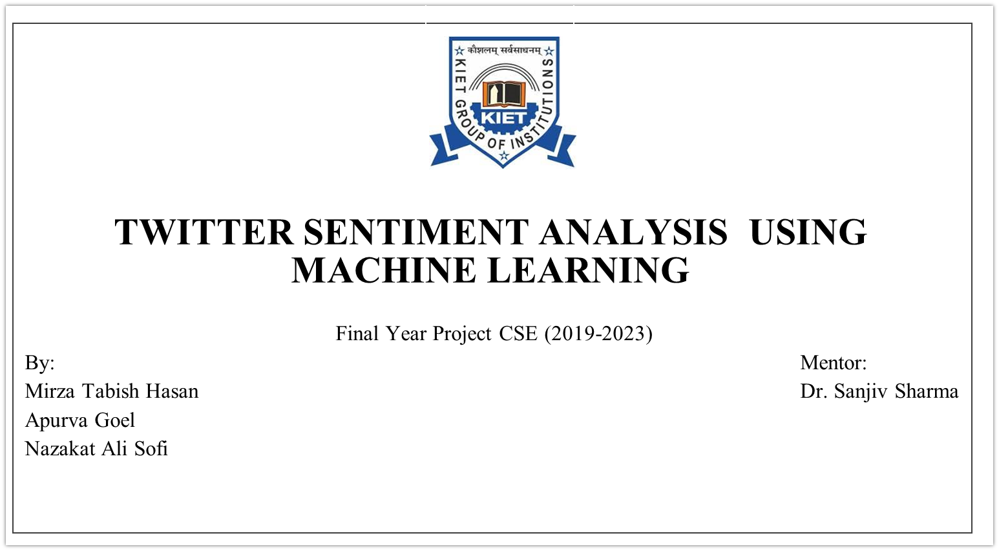 कौशलम् सर्वसाधनम्
KIET GROUP OF INSTITUTIONS
KIET
TWITTER SENTIMENT ANALYSIS  USING
MACHINE LEARNING
Final Year Project CSE (2019-2023)
By:
Mentor:
Mirza Tabish Hasan
Dr. Sanjiv Sharma
Apurva Goel
Nazakat Ali Sofi